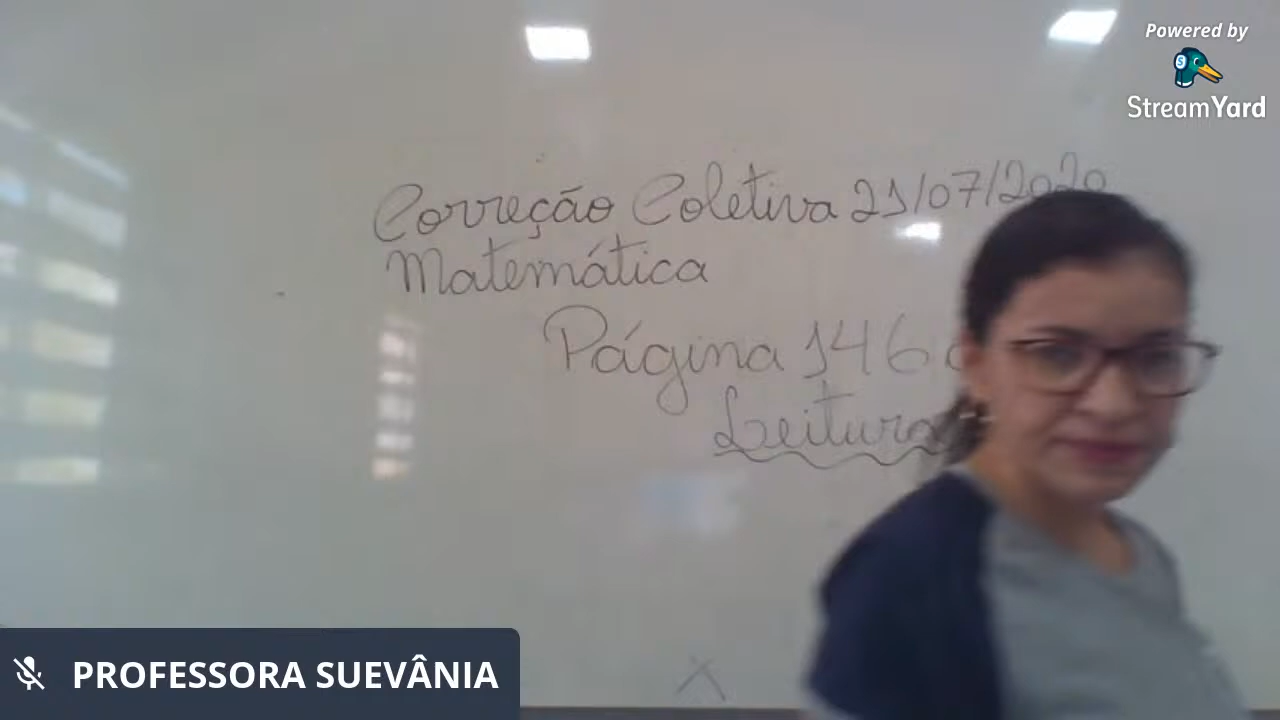 Powered by
StreamYard
Correção Coletiva 21/07/2020
Matemática
Página 146
Leitura
X
PROFESSORA SUEVÂNIA